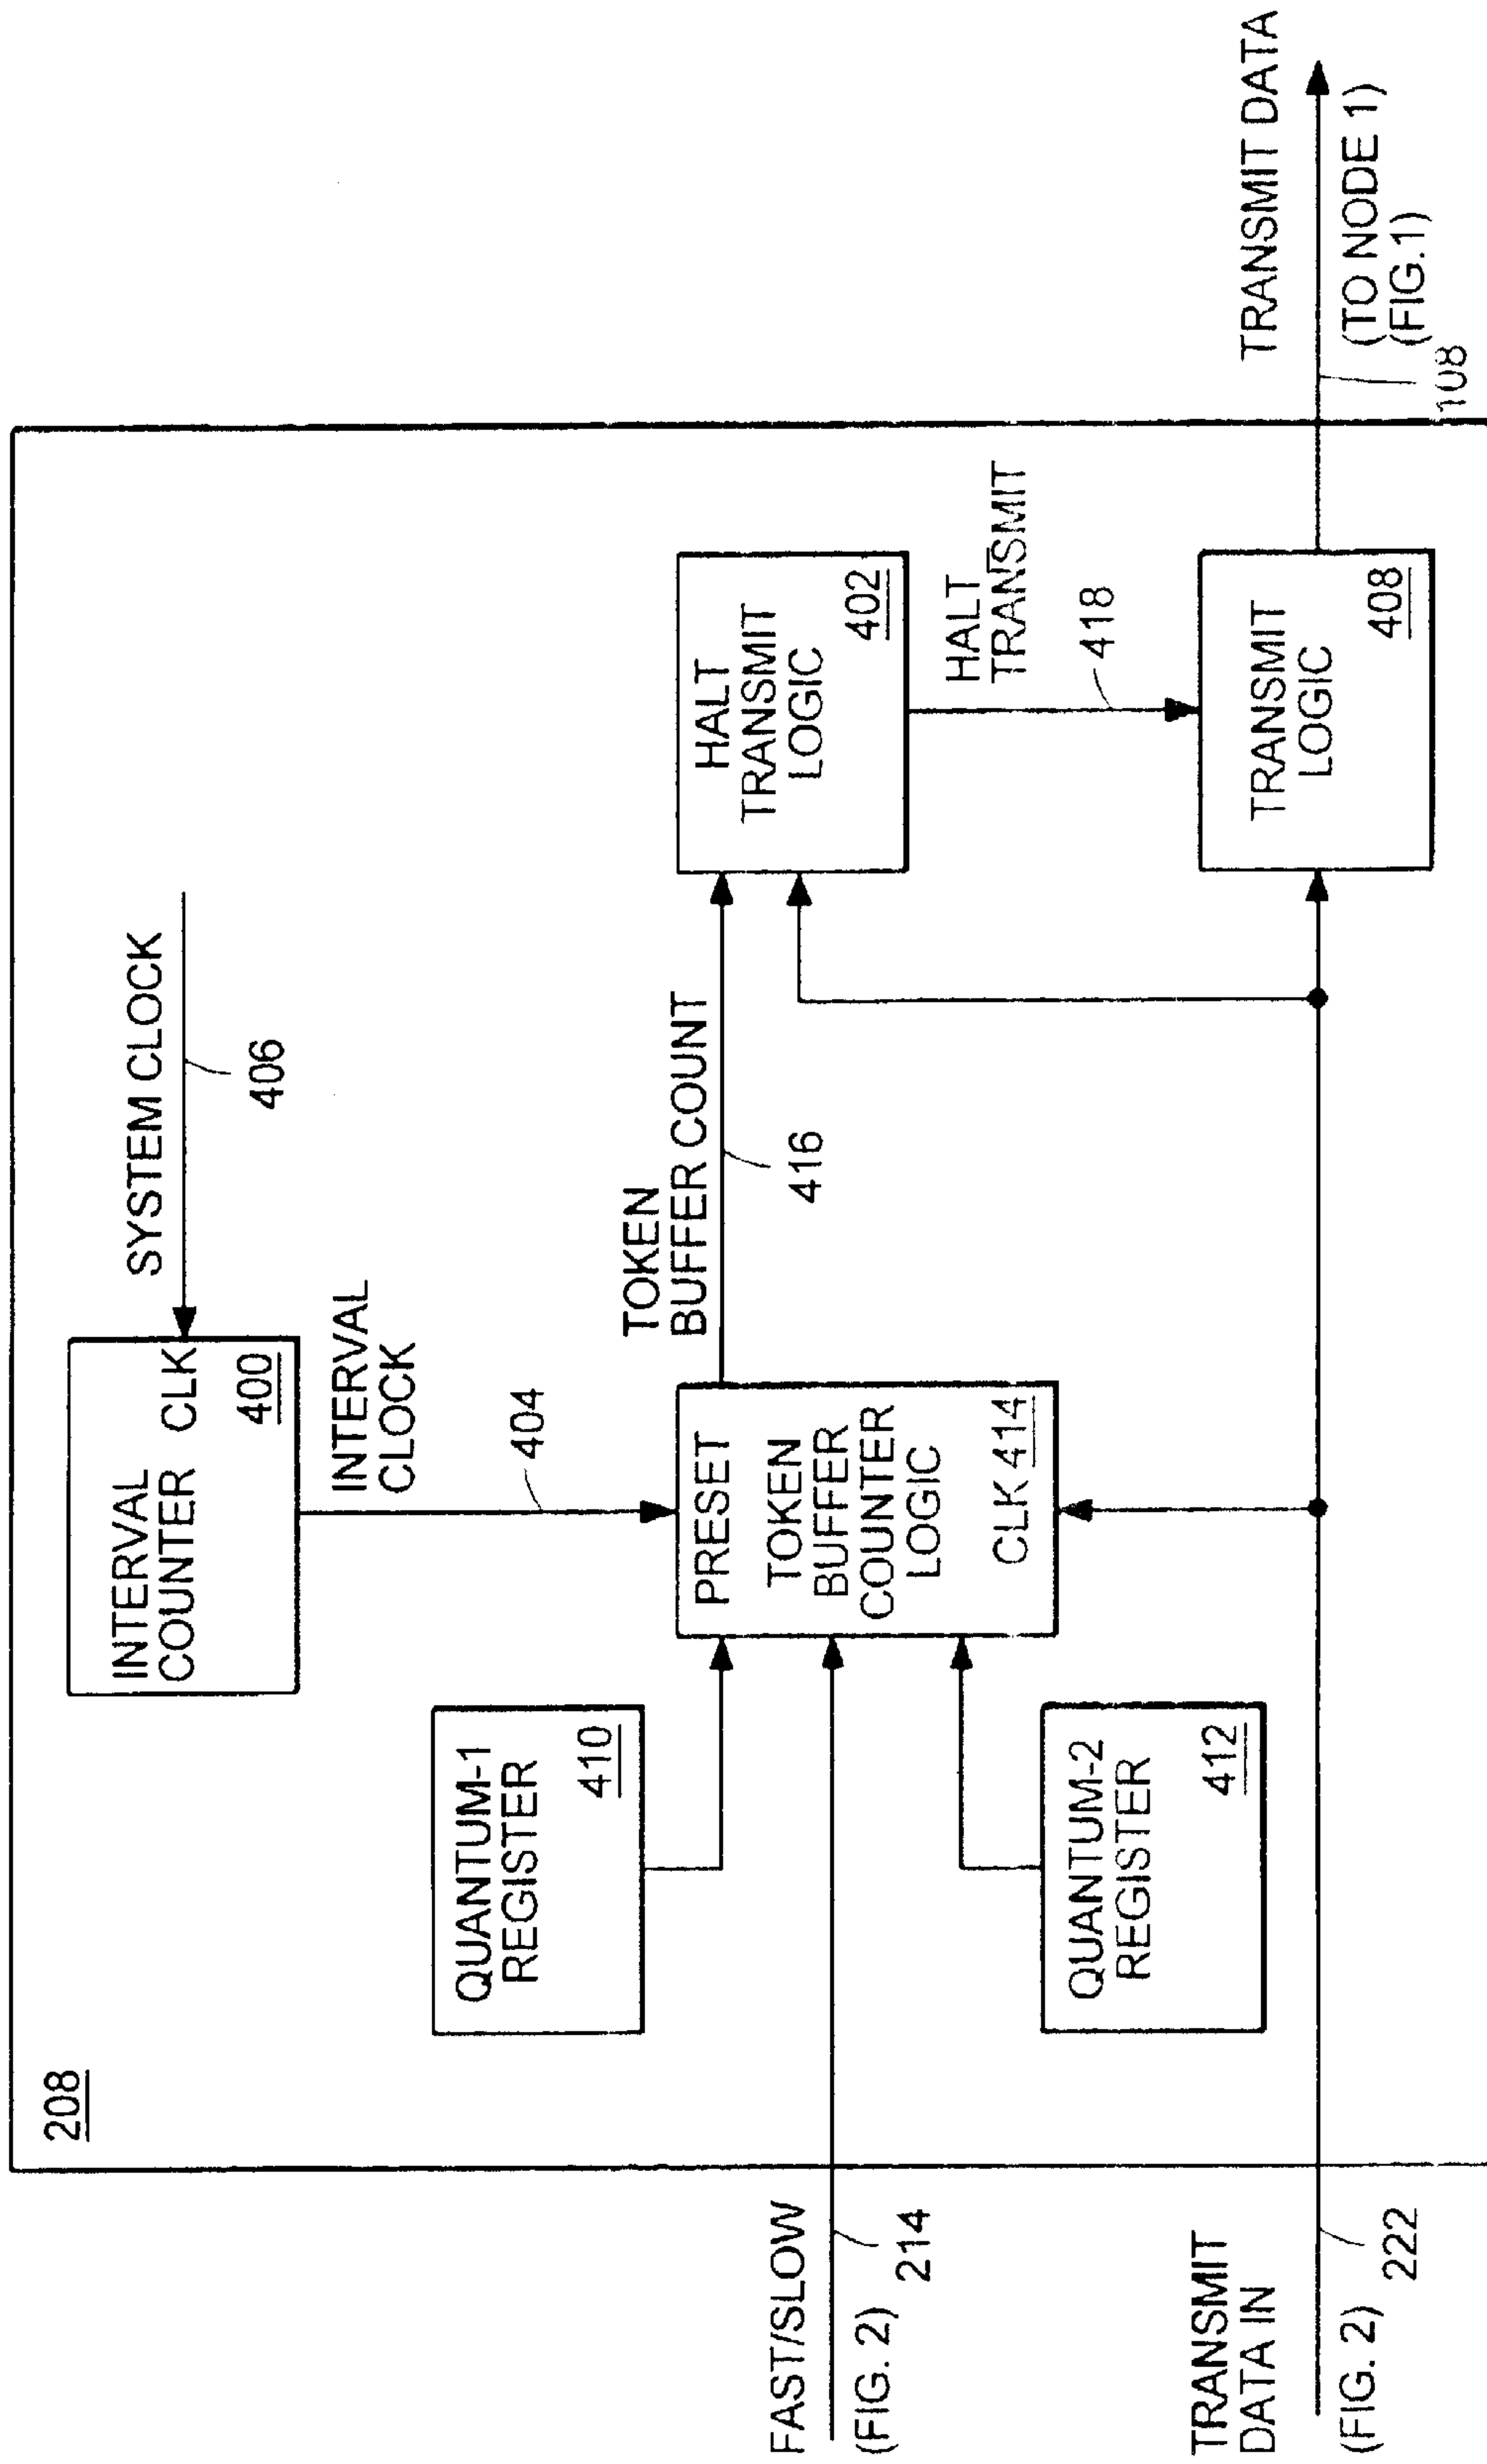 208
INTERVAL
COUNTER CLK
400
SYSTEM CLOCK
406
INTERVAL
CLOCK
404
QUANTUM-1
REGISTER
410
TOKEN
BUFFER COUNT
416
PRESET
TOKEN
BUFFER
COUNTER
LOGIC
CLK 414
HALT
TRANSMIT
LOGIC
402
HALT
TRANSMIT
418
FAST/SLOW
(FIG. 2)
214
QUANTUM-2
REGISTER
412
TRANSMIT
LOGIC
408
TRANSMIT
DATA IN
(FIG. 2)
222
TRANSMIT DATA
(TO NODE 1)
(FIG.1)
108